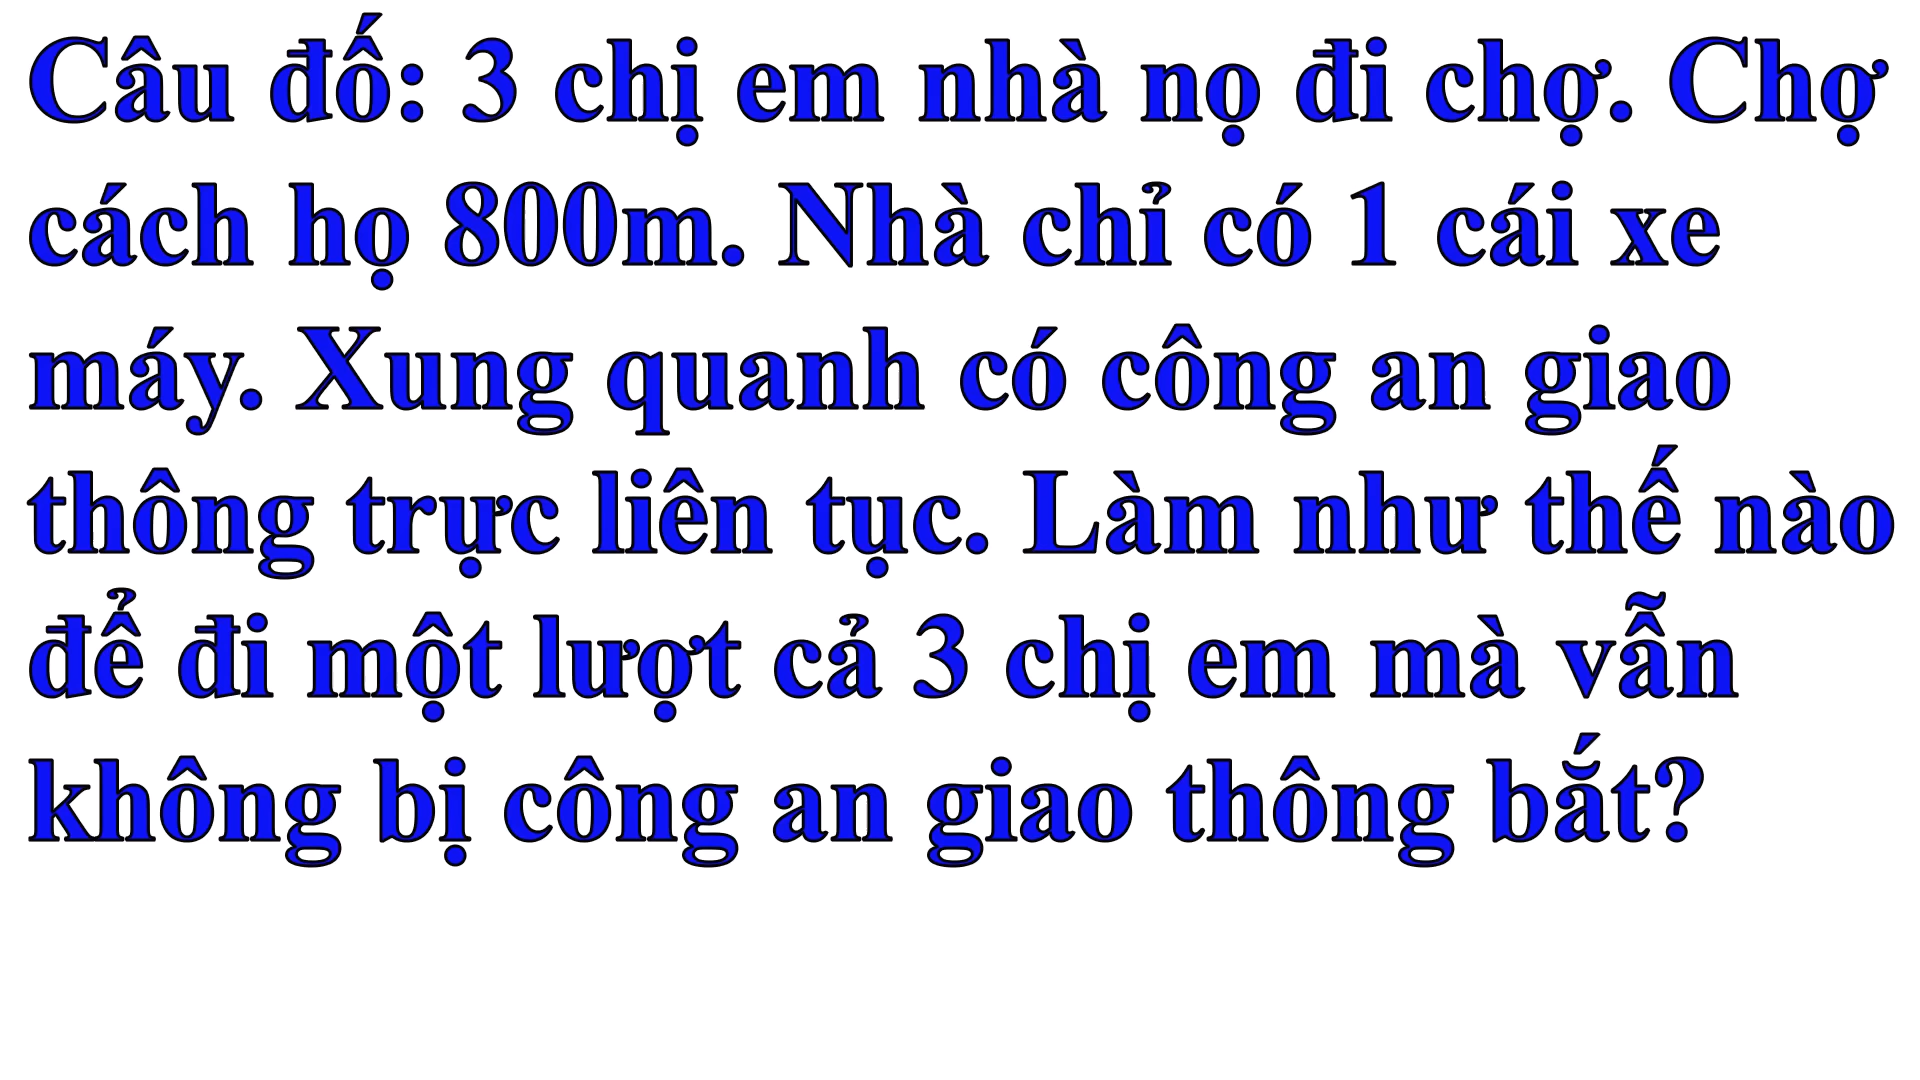 Câu đố: 3 chị em nhà nọ đi chợ. Chợ
cách họ 800m. Nhà chỉ có 1 cái xe
máy. Xung quanh có công an giao
thông trực liên tục. Làm như thế nào
để đi một lượt cả 3 chị em mà vẫn
không bị công an giao thông bắt?